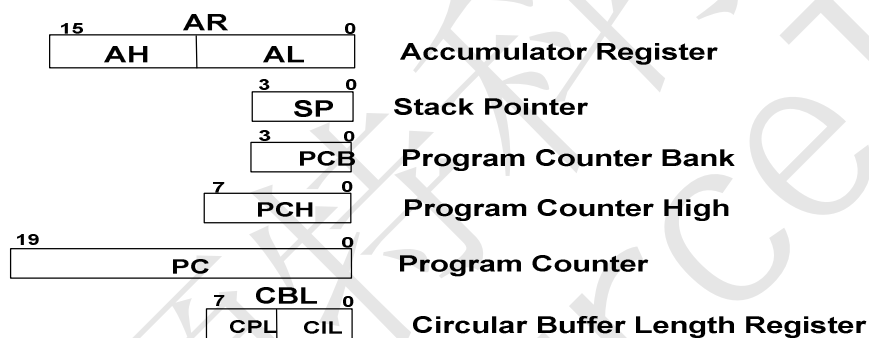 AR
15 0
AH AL Accumulator Register
3 0
SP Stack Pointer
3 0
PCB Program Counter Bank
7 0
PCH Program Counter High
19 0
PC Program Counter
CBL
7 0
CPL CIL Circular Buffer Length Register